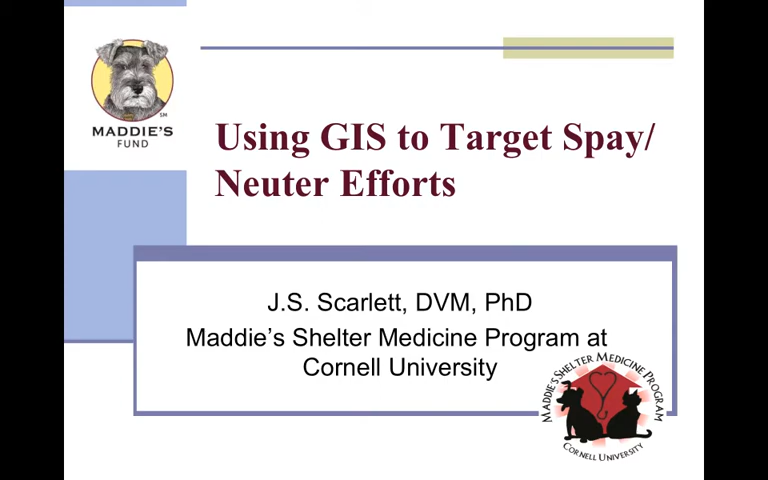 MADDIE'S
FUND
SM
Using GIS to Target Spay/
Neuter Efforts
J.S. Scarlett, DVM, PhD
Maddie’s Shelter Medicine Program at
Cornell University
MADDIE'S SHELTER MEDICINE PROGRAM
CORNELL UNIVERSITY